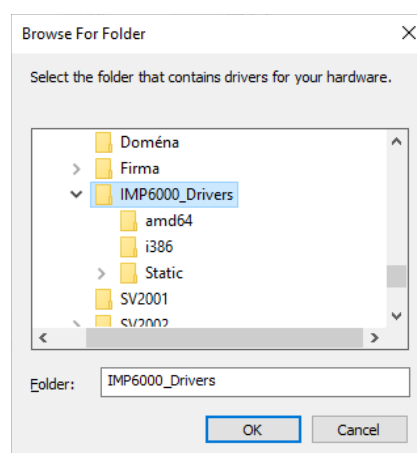 Browse For Folder
Select the folder that contains drivers for your hardware.
Doména
Firma
IMP6000_Drivers
amd64
i386
Static
SV2001
SV2002
Folder: IMP6000_Drivers
OK Cancel